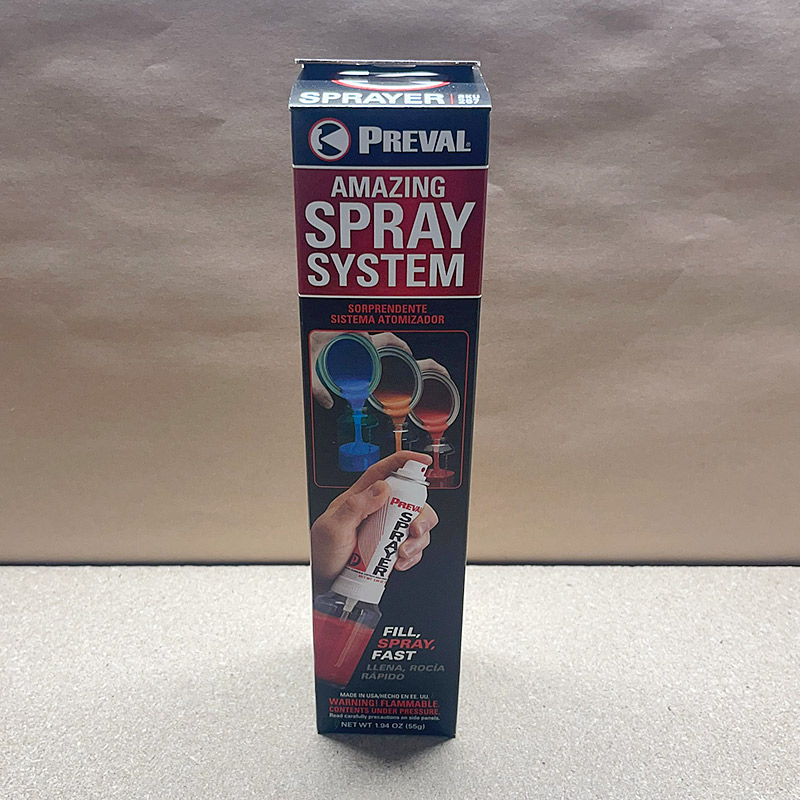 SPRAYER | SKU 267
PREVAL®
AMAZING
SPRAY
SYSTEM
SORPRENDENTE
SISTEMA ATOMIZADOR
PREVAL
SPRAYER
FILL,
SPRAY,
FAST
LLENA, ROCÍA
RÁPIDO
MADE IN USA/HECHO EN EE. UU.
WARNING! FLAMMABLE.
CONTENTS UNDER PRESSURE.
Read carefully precautions on side panels.
NET WT 1.94 OZ (55g)